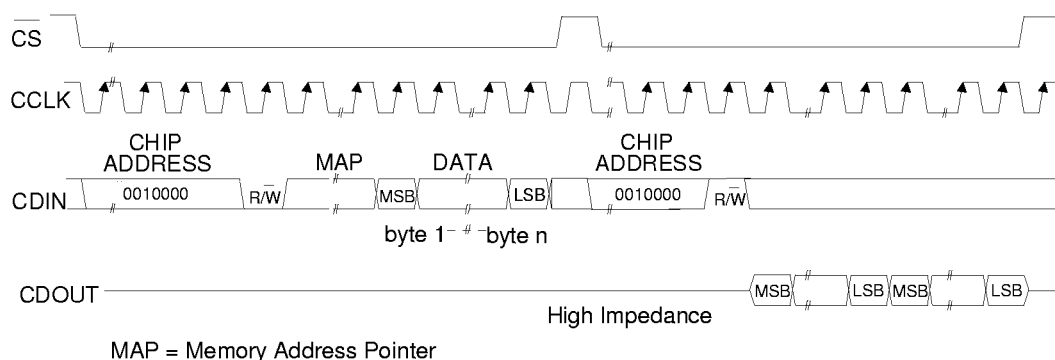 CS
CCLK
CHIP ADDRESS MAP DATA CHIP ADDRESS
CDIN 0010000 R/W MSB LSB 0010000 R/W
byte 1 byte n
CDOUT MSB LSB MSB LSB
High Impedance
MAP = Memory Address Pointer